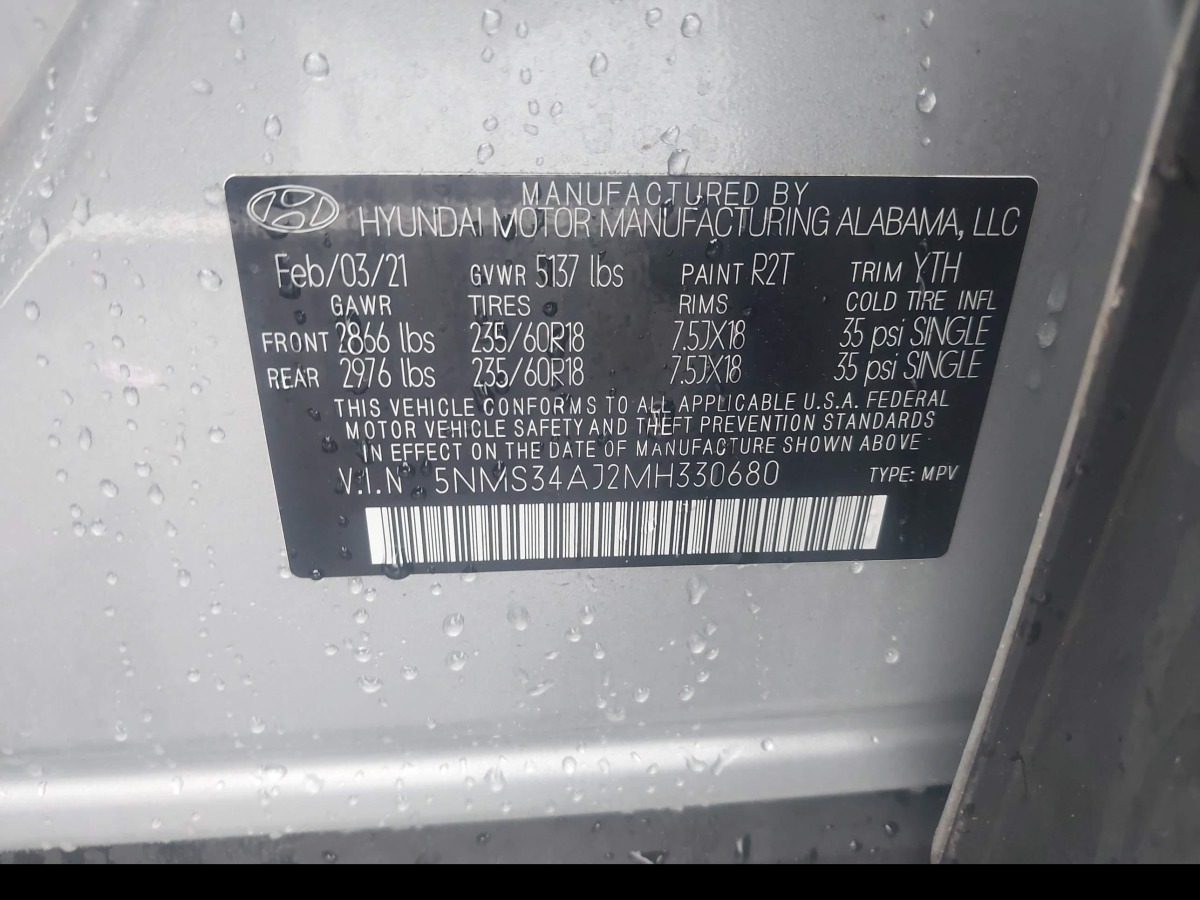 MANUFACTURED BY
HYUNDAI MOTOR MANUFACTURING ALABAMA, LLC
Feb/03/21 GVWR 5137 lbs PAINT R2T TRIM YTH
GAWR TIRES RIMS COLD TIRE INFL
FRONT 2866 lbs 235/60R18 7.5JX18 35 psi SINGLE
REAR 2976 lbs 235/60R18 7.5JX18 35 psi SINGLE
THIS VEHICLE CONFORMS TO ALL APPLICABLE U.S.A. FEDERAL
MOTOR VEHICLE SAFETY AND THEFT PREVENTION STANDARDS
IN EFFECT ON THE DATE OF MANUFACTURE SHOWN ABOVE
V.I.N 5NMS34AJ2MH330680 TYPE: MPV